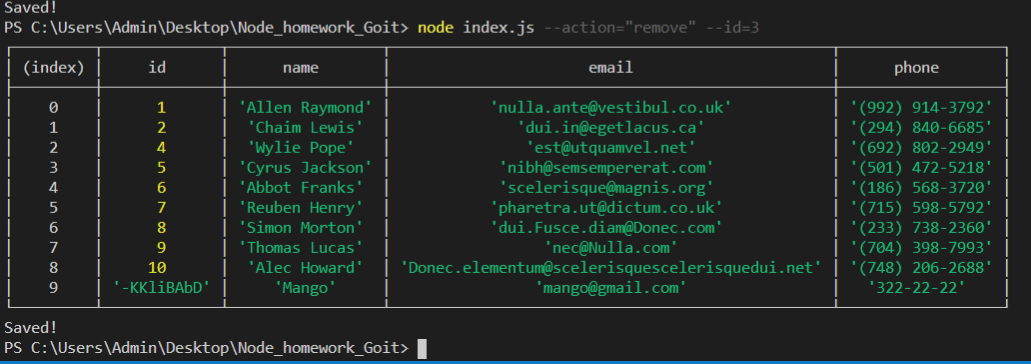 Saved!
PS C:\Users\Admin\Desktop\Node_homework_Goit> node index.js --action="remove" --id=3
(index) id name email phone
0 1 'Allen Raymond' 'nulla.ante@vestibul.co.uk' '(992) 914-3792'
1 2 'Chaim Lewis' 'dui.in@egetlacus.ca' '(294) 840-6685'
2 4 'Wylie Pope' 'est@utquamvel.net' '(692) 802-2949'
3 5 'Cyrus Jackson' 'nibh@semsempererat.com' '(501) 472-5218'
4 6 'Abbot Franks' 'scelerisque@magnis.org' '(186) 568-3720'
5 7 'Reuben Henry' 'pharetra.ut@dictum.co.uk' '(715) 598-5792'
6 8 'Simon Morton' 'dui.Fusce.diam@Donec.com' '(233) 738-2360'
7 9 'Thomas Lucas' 'nec@Nulla.com' '(704) 398-7993'
8 10 'Alec Howard' 'Donec.elementum@scelerisquescelerisquedui.net' '(748) 206-2688'
9 '-KKliBAbD' 'Mango' 'mango@gmail.com' '322-22-22'
Saved!
PS C:\Users\Admin\Desktop\Node_homework_Goit>